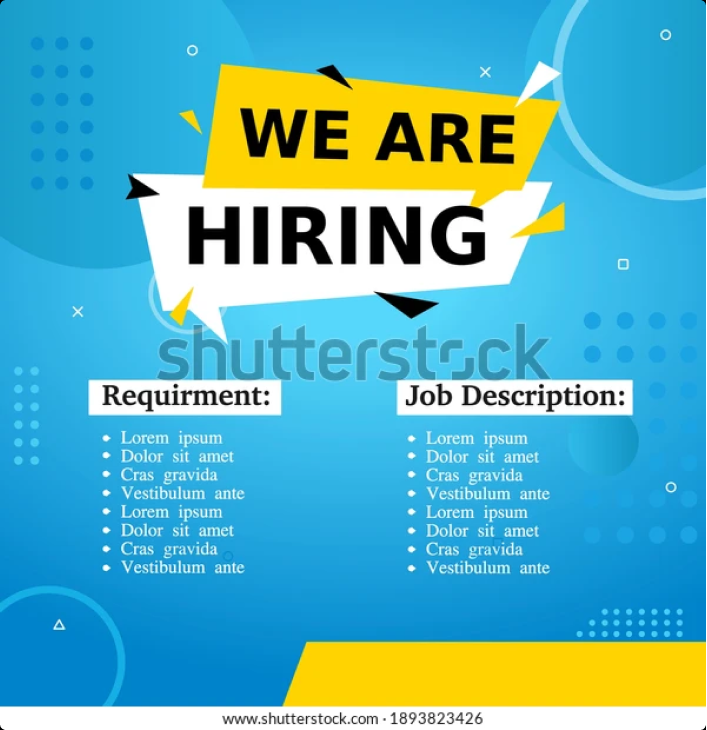 WE ARE
HIRING
shutterstock
Requirment:
Lorem ipsum
Dolor sit amet
Cras gravida
Vestibulum ante
Lorem ipsum
Dolor sit amet
Cras gravida
Vestibulum ante
Job Description:
Lorem ipsum
Dolor sit amet
Cras gravida
Vestibulum ante
Lorem ipsum
Dolor sit amet
Cras gravida
Vestibulum ante
www.shutterstock.com · 1893823426